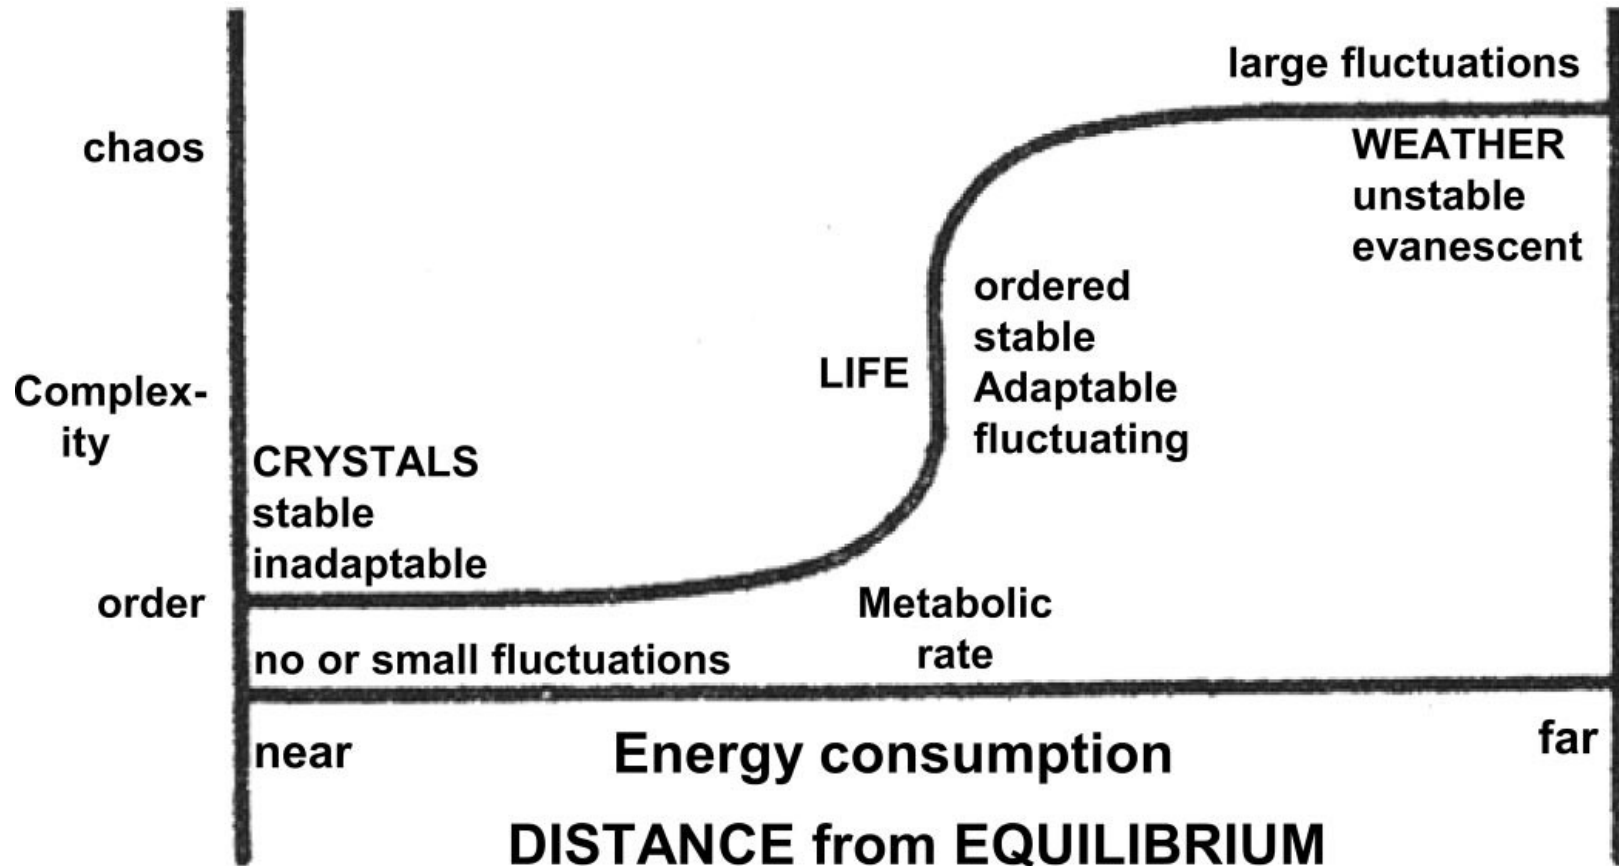 large fluctuations
chaos
WEATHER
unstable
evanescent
ordered
stable
Adaptable
fluctuating
LIFE
Complex-
ity
CRYSTALS
stable
inadaptable
order
Metabolic
rate
no or small fluctuations
near
Energy consumption
far
DISTANCE from EQUILIBRIUM